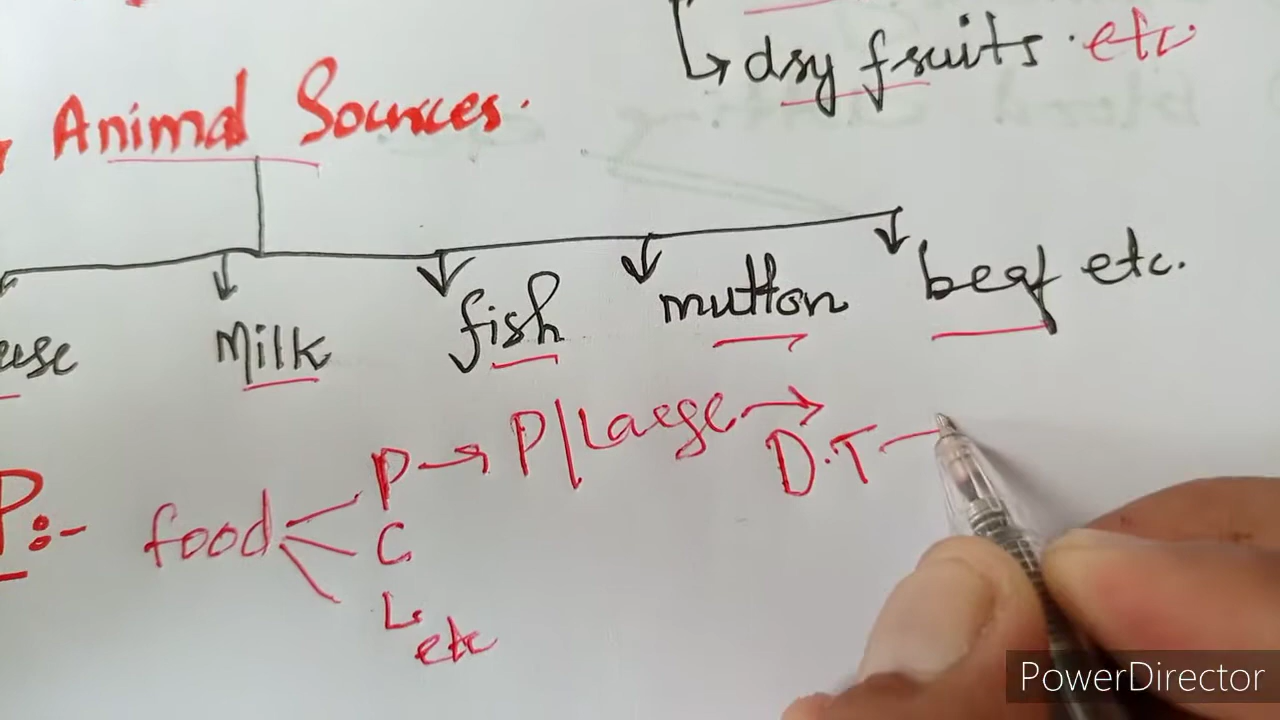 dry fruits etc
Animal Sources.
Milk fish mutton beef etc.
P:- food P → P/Large → D.T
C
L
etc
PowerDirector